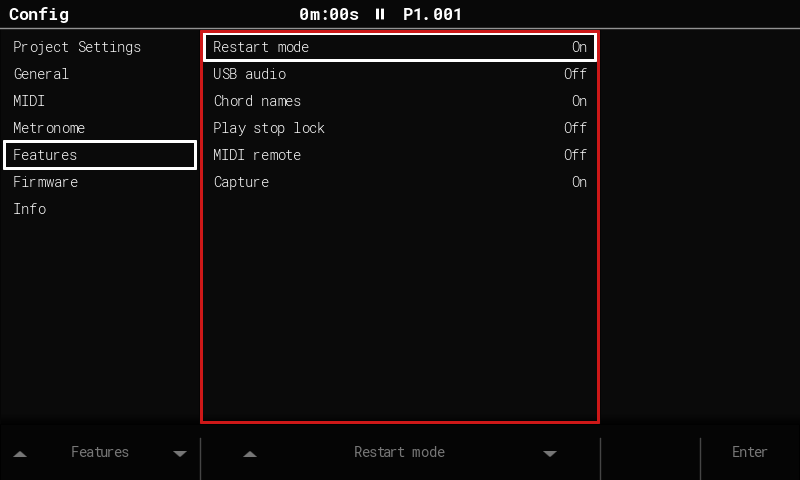 Config 0m:00s P1.001
Project Settings
General
MIDI
Metronome
Features
Firmware
Info
Restart mode On
USB audio Off
Chord names On
Play stop lock Off
MIDI remote Off
Capture On
Features Restart mode Enter